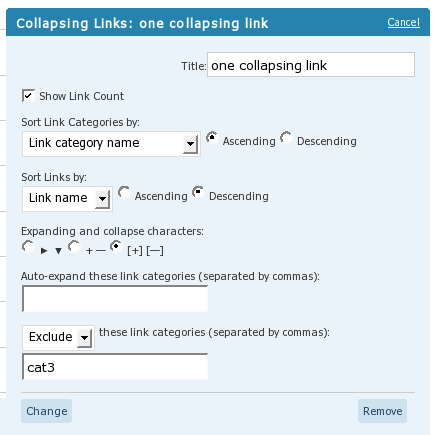 Collapsing Links: one collapsing link Cancel
Title: one collapsing link
Show Link Count
Sort Link Categories by:
Link category name Ascending Descending
Sort Links by:
Link name Ascending Descending
Expanding and collapse characters:
► ▼ + — [+] [—]
Auto-expand these link categories (separated by commas):
Exclude these link categories (separated by commas):
cat3
Change Remove